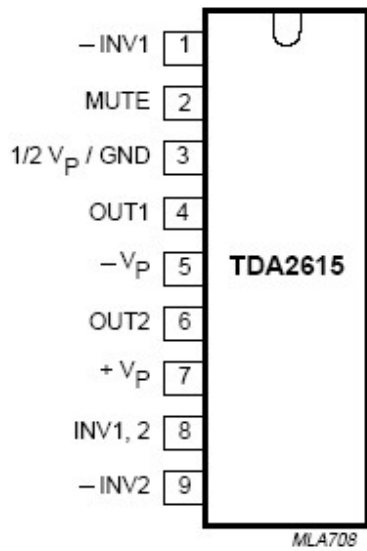 –INV1 1
MUTE 2
1/2 VP / GND 3
OUT1 4
–VP 5
TDA2615
OUT2 6
+ VP 7
INV1, 2 8
–INV2 9
MLA708